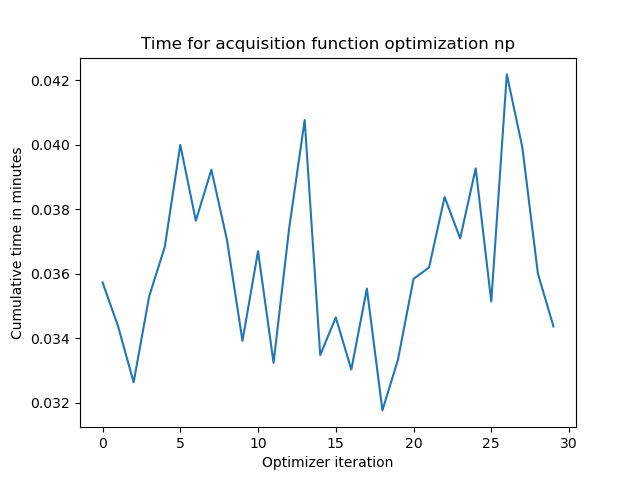 Time for acquisition function optimization np
Cumulative time in minutes
0.042
0.040
0.038
0.036
0.034
0.032
0 5 10 15 20 25 30
Optimizer iteration